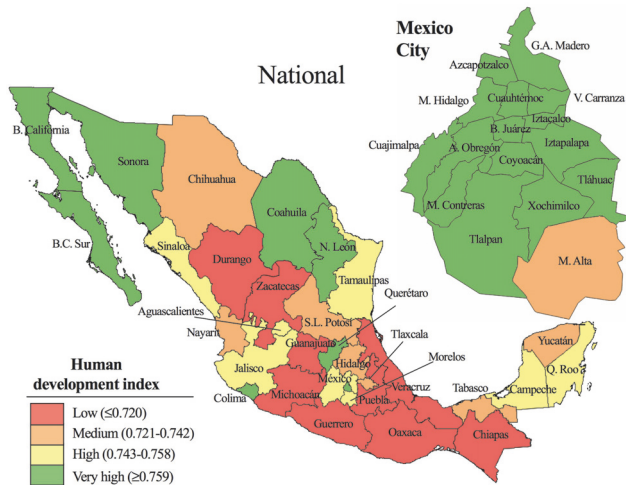 National
Mexico
City
G.A. Madero
Azcapotzalco
M. Hidalgo
Cuauhtémoc
V. Carranza
Iztacalco
B. Juárez
Cuajimalpa
A. Obregón
Iztapalapa
Coyoacán
Tláhuac
M. Contreras
Xochimilco
Tlalpan
M. Alta
B. California
Sonora
Chihuahua
Coahuila
B.C. Sur
Sinaloa
N. León
Durango
Tamaulipas
Zacatecas
Querétaro
Aguascalientes
S.L. Potosí
Nayarit
Tlaxcala
Guanajuato
Hidalgo
Morelos
Yucatán
Jalisco
México
Q. Roo
Tabasco
Campeche
Colima
Michoacán
Puebla
Veracruz
Guerrero
Oaxaca
Chiapas
Human
development index
Low (≤0.720)
Medium (0.721-0.742)
High (0.743-0.758)
Very high (≥0.759)